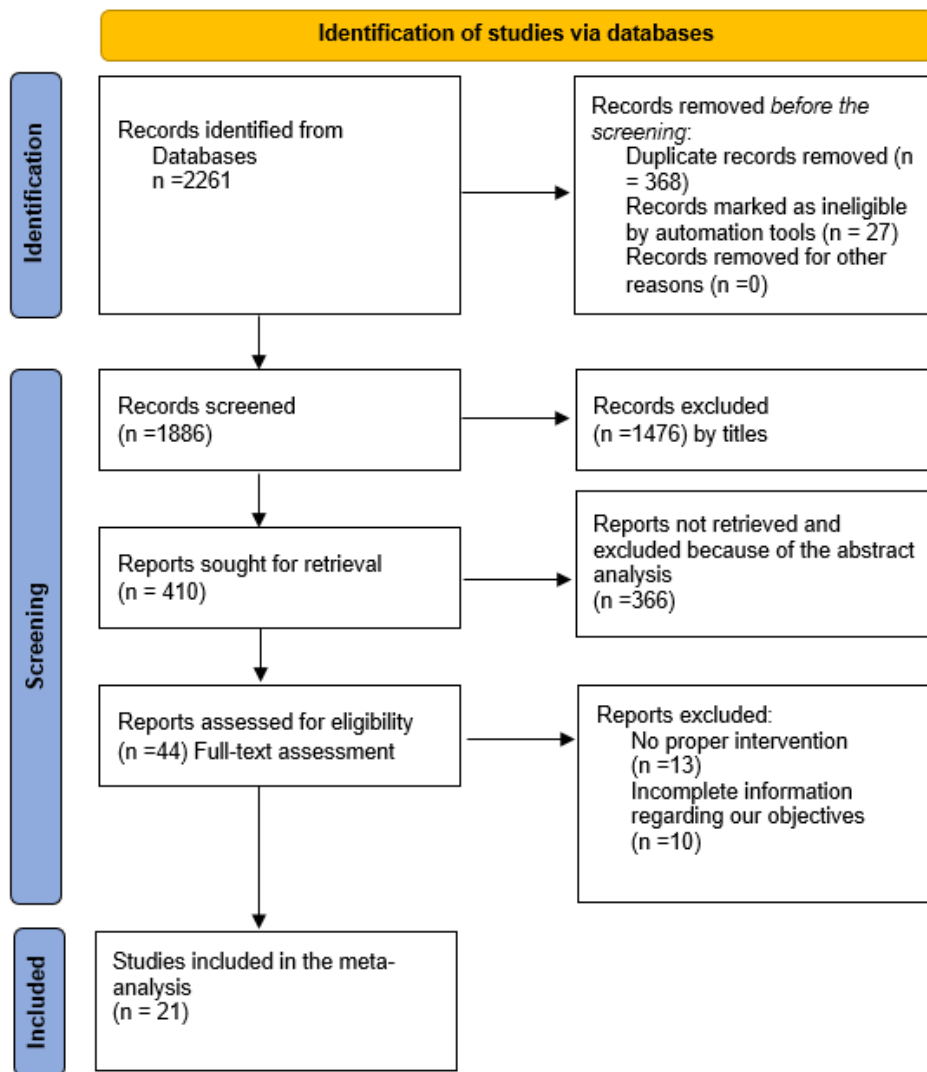 Identification of studies via databases
Identification
Records identified from
Databases
n =2261
Records removed before the
screening:
Duplicate records removed (n
= 368)
Records marked as ineligible
by automation tools (n = 27)
Records removed for other
reasons (n =0)
Screening
Records screened
(n =1886)
Records excluded
(n =1476) by titles
Reports sought for retrieval
(n = 410)
Reports not retrieved and
excluded because of the abstract
analysis
(n =366)
Reports assessed for eligibility
(n =44) Full-text assessment
Reports excluded:
No proper intervention
(n =13)
Incomplete information
regarding our objectives
(n =10)
Included
Studies included in the meta-
analysis
(n = 21)